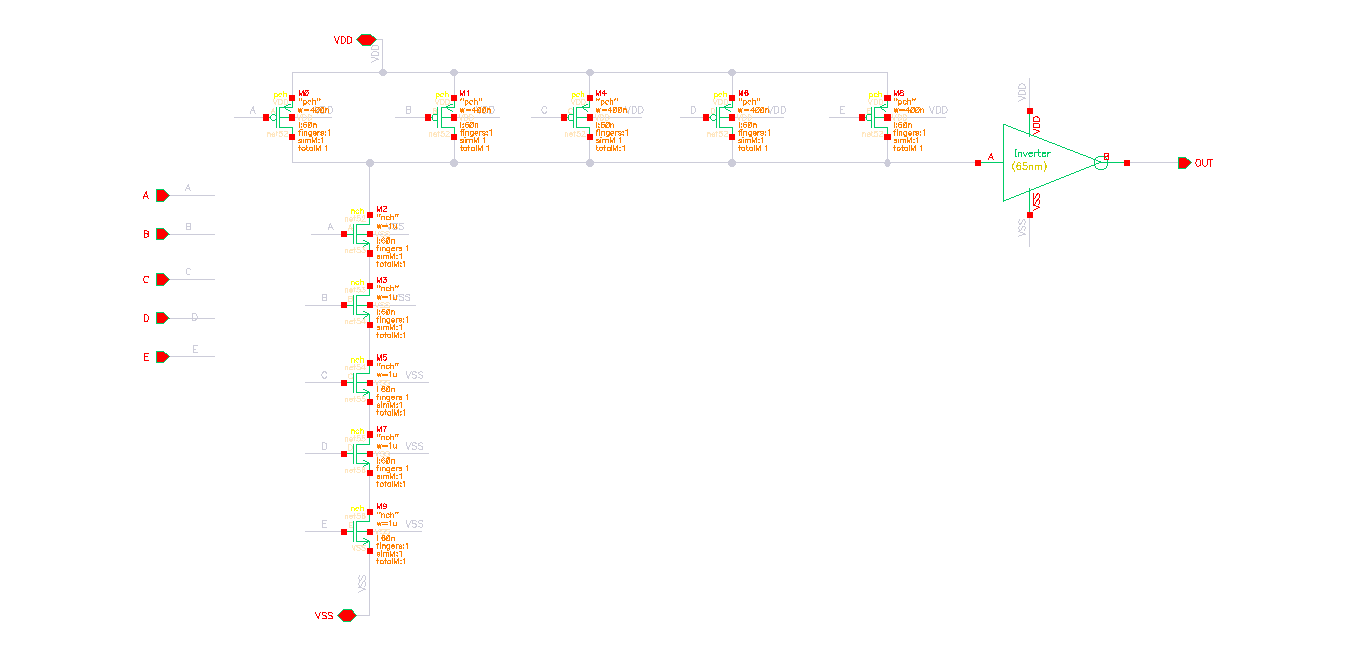 VDD
VDD
M0
"pch"
w=400n
l:60n
fingers:1
simM:1
totalM:1
pch
A
VDD
M1
"pch"
w=400n
l:60n
fingers:1
simM:1
totalM:1
pch
B
VDD
M4
"pch"
w=400n
l:60n
fingers:1
simM:1
totalM:1
pch
C
VDD
M6
"pch"
w=400n
l:60n
fingers:1
simM:1
totalM:1
pch
D
VDD
M8
"pch"
w=400n
l:60n
fingers:1
simM:1
totalM:1
pch
E
VDD
VDD
VDD
A
Inverter
(65nm)
B
OUT
VSS
VSS
A
A
B
B
C
C
D
D
E
E
M2
"nch"
w=1u
l:60n
fingers:1
simM:1
totalM:1
nch
A
VSS
M3
"nch"
w=1u
l:60n
fingers:1
simM:1
totalM:1
nch
B
VSS
M5
"nch"
w=1u
l:60n
fingers:1
simM:1
totalM:1
nch
C
VSS
M7
"nch"
w=1u
l:60n
fingers:1
simM:1
totalM:1
nch
D
VSS
M9
"nch"
w=1u
l:60n
fingers:1
simM:1
totalM:1
nch
E
VSS
VSS
VSS